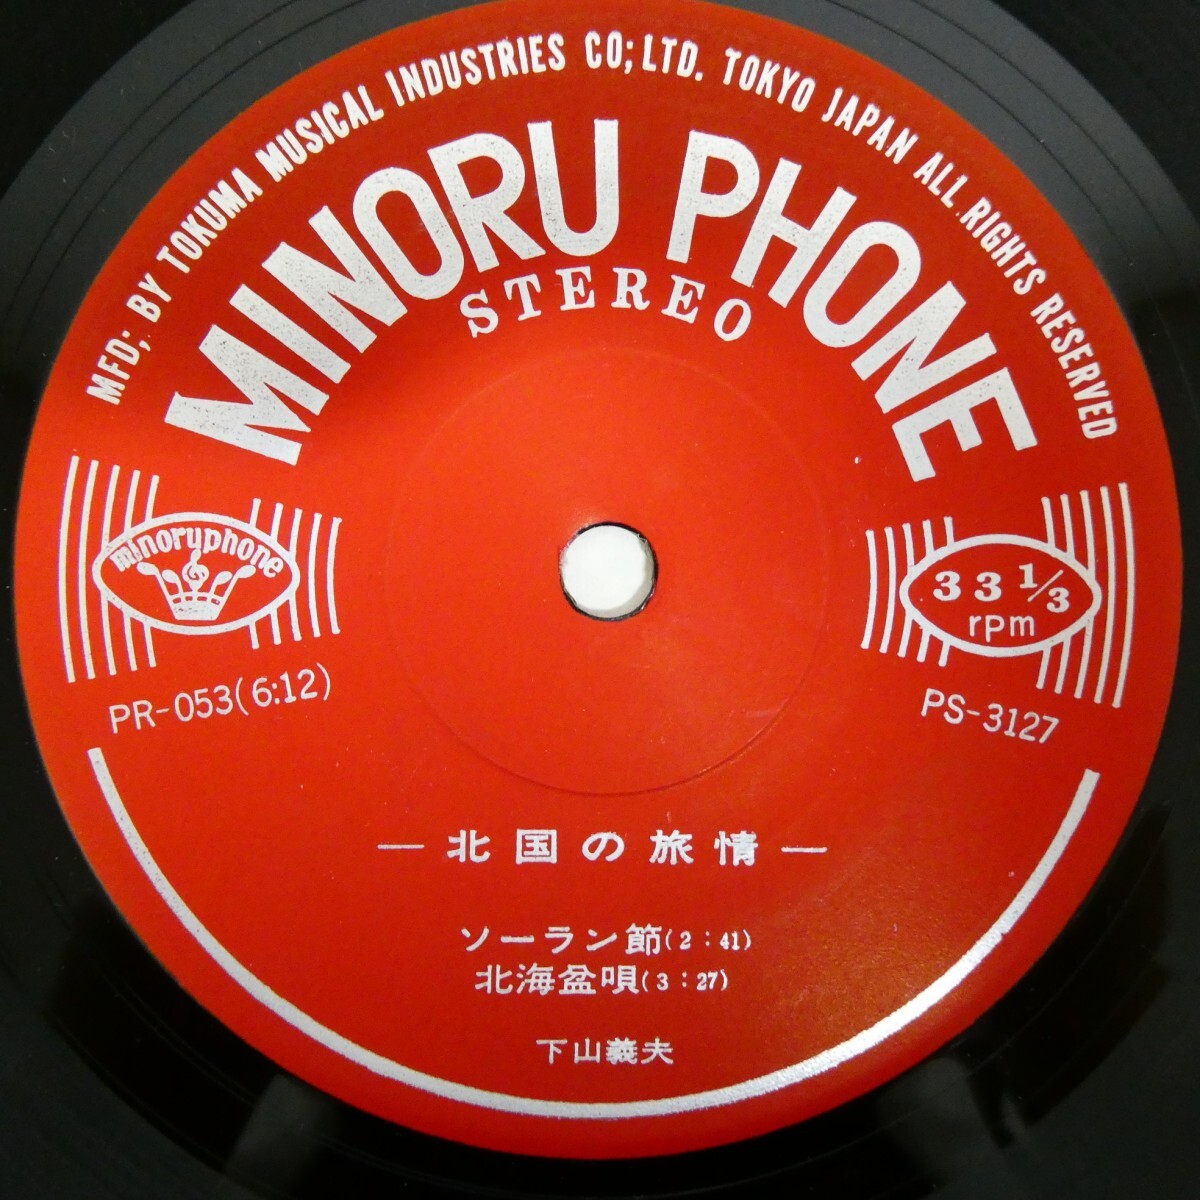 MFD; BY TOKUMA MUSICAL INDUSTRIES CO; LTD. TOKYO JAPAN ALL RIGHTS RESERVED
MINORU PHONE
STEREO
minoruphone
33 1/3
rpm
PR-053(6:12)
PS-3127
—北国の旅情—
ソーラン節(2:41)
北海盆唄(3:27)
下山義夫